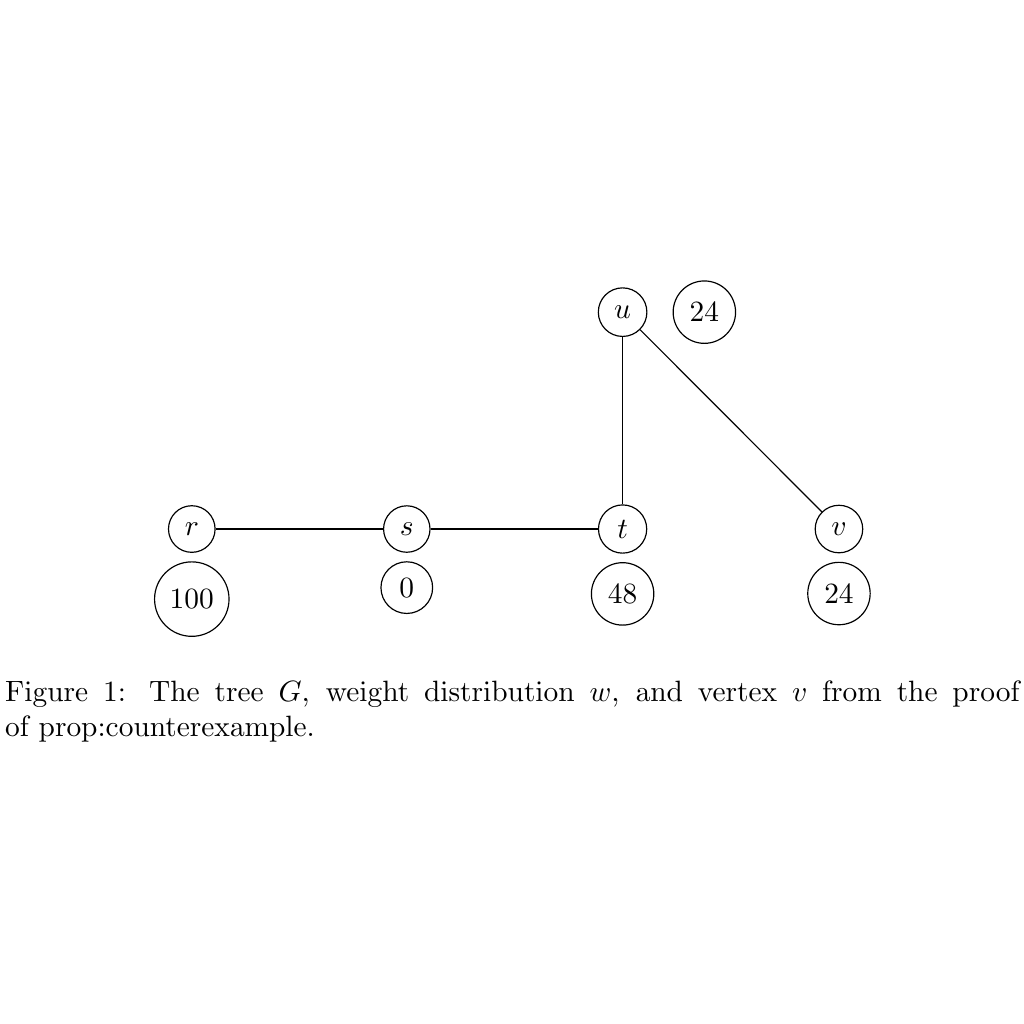 u 24
r s t v
100 0 48 24
Figure 1: The tree G, weight distribution w, and vertex v from the proof
of prop:counterexample.